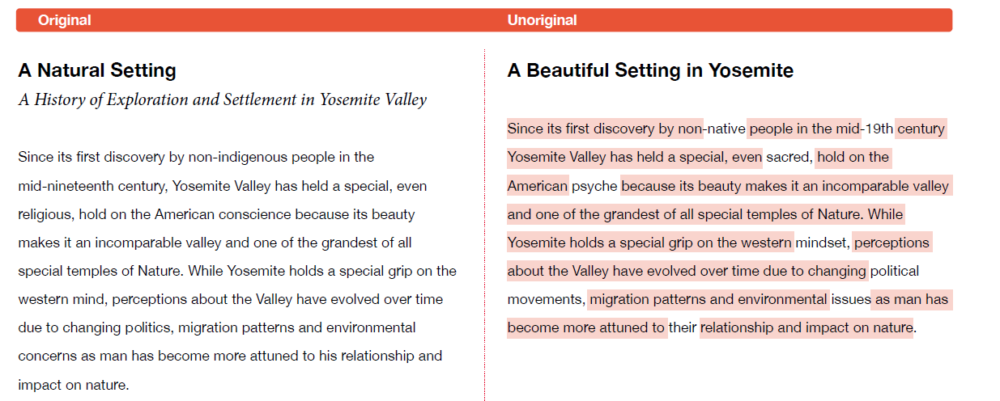 Original
Unoriginal
A Natural Setting
A History of Exploration and Settlement in Yosemite Valley
Since its first discovery by non-indigenous people in the
mid-nineteenth century, Yosemite Valley has held a special, even
religious, hold on the American conscience because its beauty
makes it an incomparable valley and one of the grandest of all
special temples of Nature. While Yosemite holds a special grip on the
western mind, perceptions about the Valley have evolved over time
due to changing politics, migration patterns and environmental
concerns as man has become more attuned to his relationship and
impact on nature.
A Beautiful Setting in Yosemite
Since its first discovery by non-native people in the mid-19th century
Yosemite Valley has held a special, even sacred, hold on the
American psyche because its beauty makes it an incomparable valley
and one of the grandest of all special temples of Nature. While
Yosemite holds a special grip on the western mindset, perceptions
about the Valley have evolved over time due to changing political
movements, migration patterns and environmental issues as man has
become more attuned to their relationship and impact on nature.